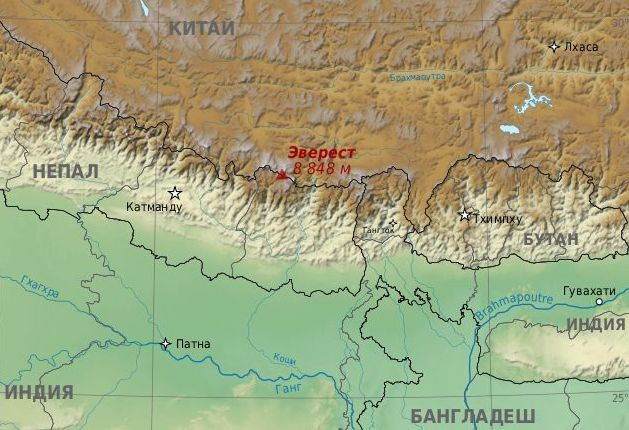 КИТАЙ
30°
Лхаса
Брахмапутра
Эверест
8 848 м
НЕПАЛ
Катманду
Гангток
Тхимпху
БУТАН
Гхагхра
Гувахати
Brahmapoutre
ИНДИЯ
Патна
Коши
Ганг
ИНДИЯ
25°
БАНГЛАДЕШ